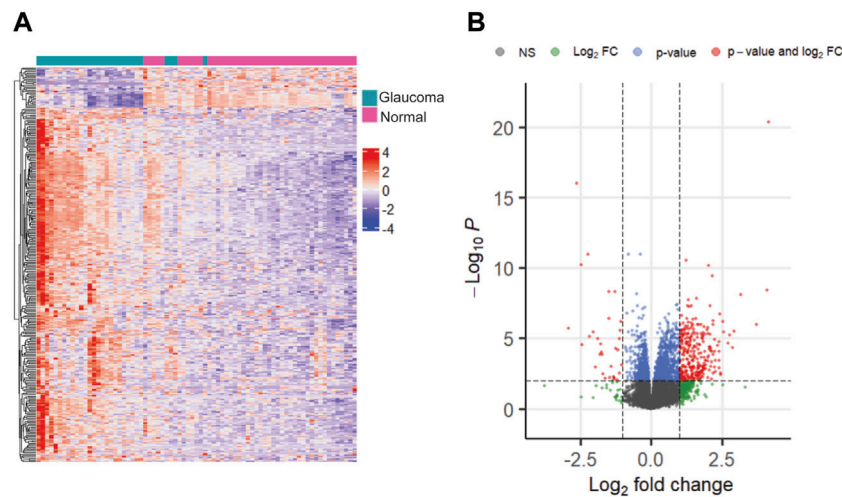 A
Glaucoma
Normal
4
2
0
-2
-4
B
NS
Log2 FC
p-value
p − value and log2 FC
20
15
10
5
0
−Log10 P
-2.5
0.0
2.5
Log2 fold change